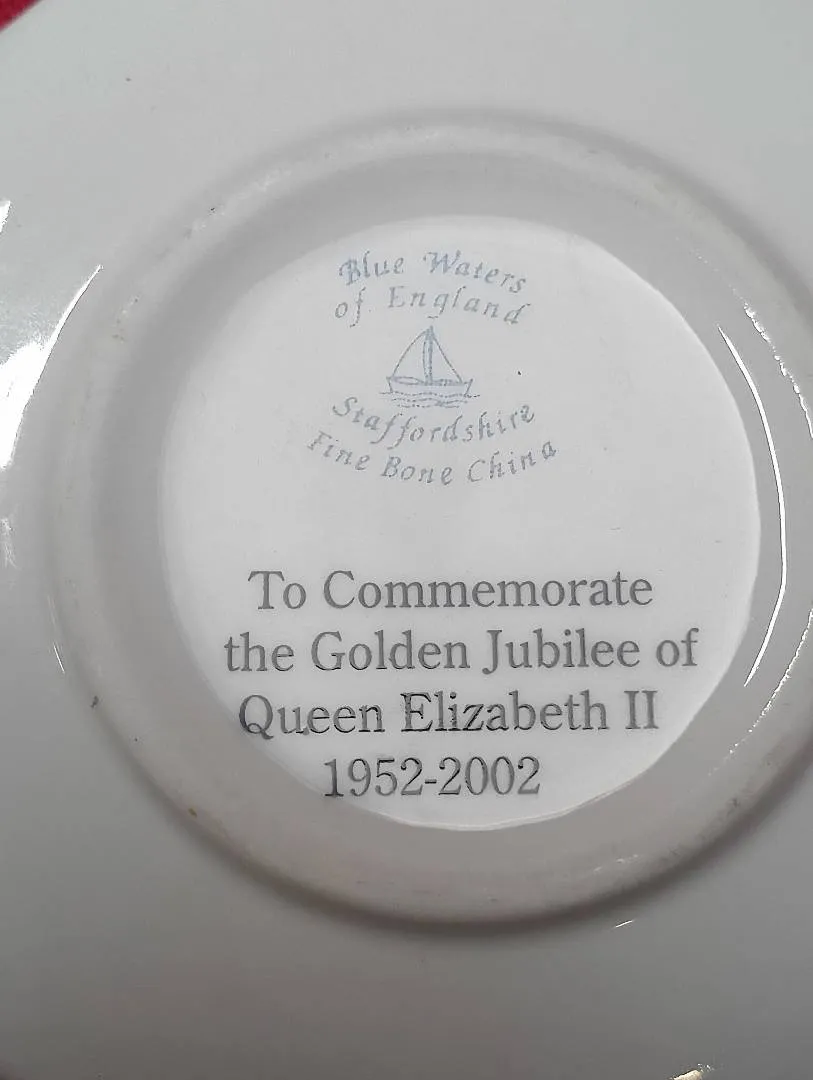 Blue Waters
of England
Staffordshire
Fine Bone China
To Commemorate
the Golden Jubilee of
Queen Elizabeth II
1952-2002